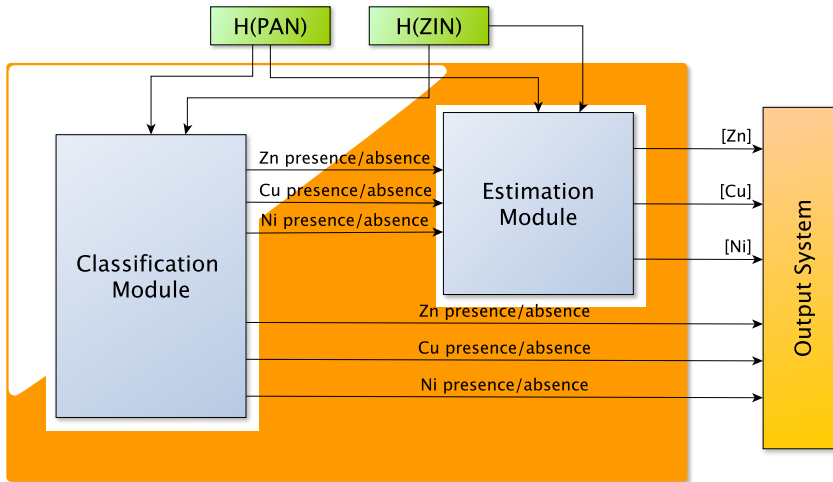 H(PAN)
H(ZIN)
Zn presence/absence
Cu presence/absence
Ni presence/absence
Classification
Module
Estimation
Module
[Zn]
[Cu]
[Ni]
Zn presence/absence
Cu presence/absence
Ni presence/absence
Output System